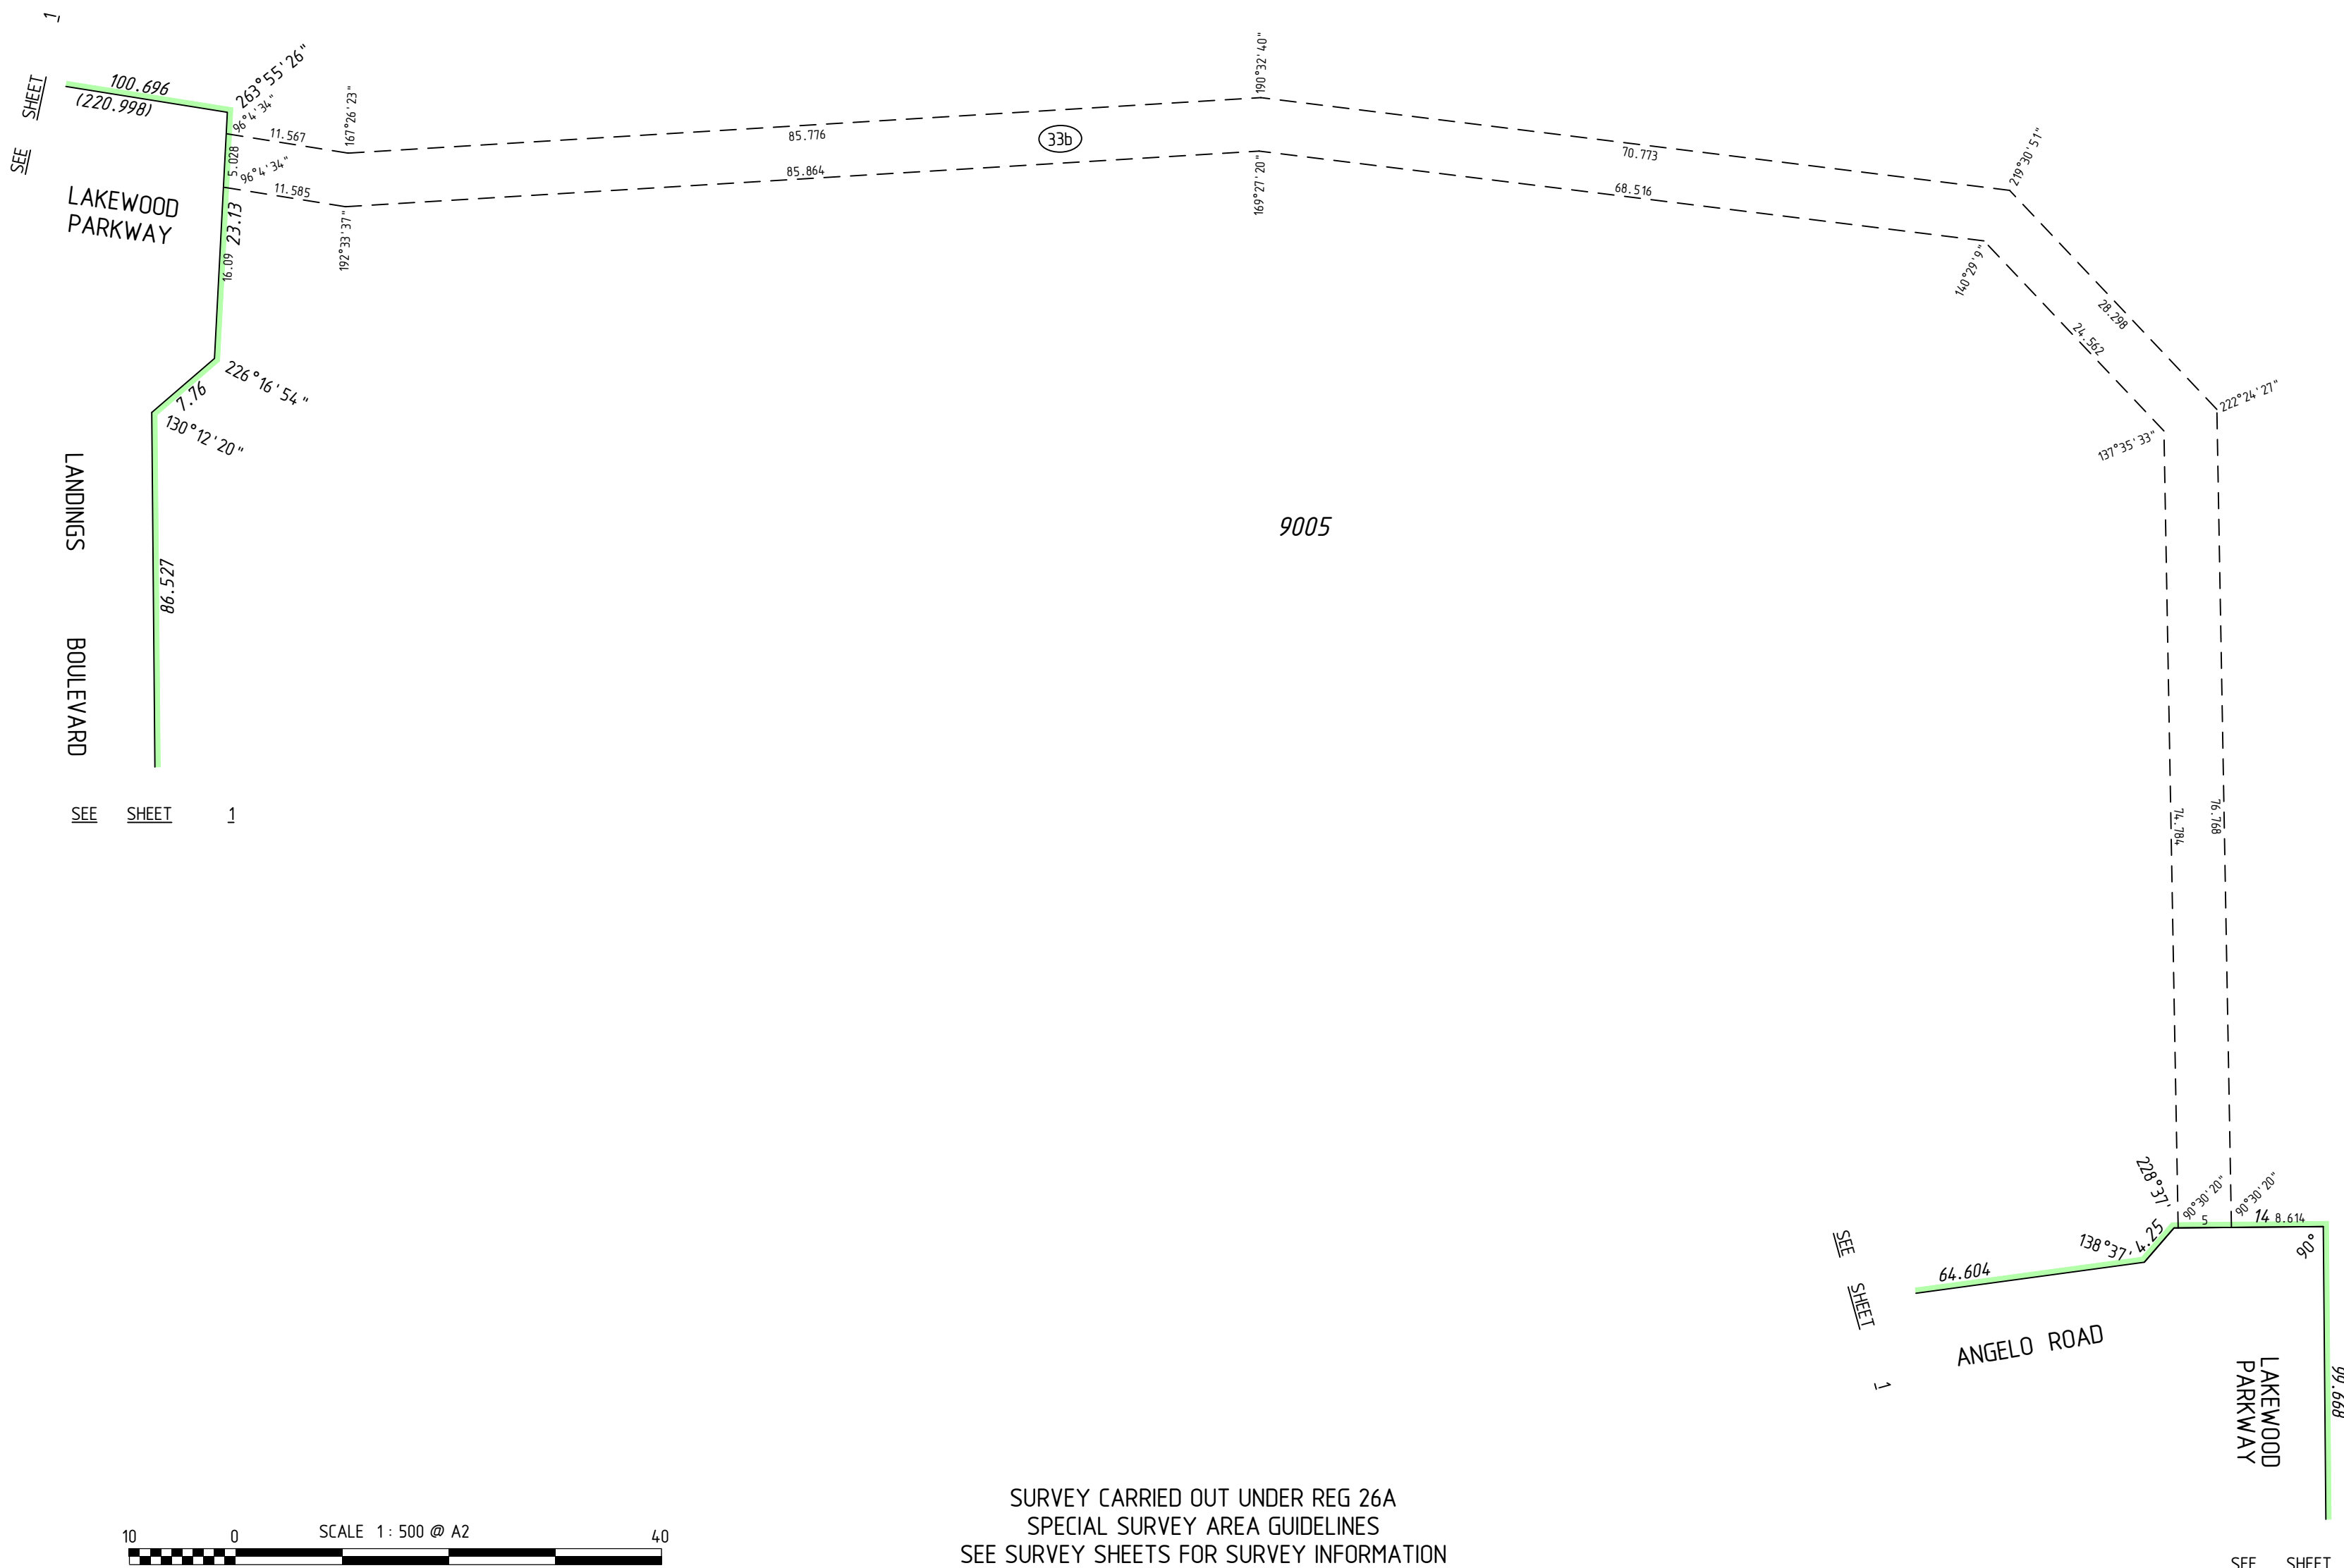 SEE SHEET 1
100.696
(220.998)
263°55'26"
96°4'34"
11.567
167°26'23"
5.028
96°4'34"
11.585
192°33'37"
23.13
16.09
LAKEWOOD
PARKWAY
226°16'54"
7.76
130°12'20"
LANDINGS BOULEVARD
86.527
SEE SHEET 1
85.776
85.864
33b
190°32'40"
169°27'20"
70.773
68.516
219°30'51"
140°29'9"
28.298
24.562
222°24'27"
137°35'33"
9005
74.784
76.768
228°37'
90°30'20"
90°30'20"
5
14
8.614
90°
138°37'
4.25
64.604
SEE SHEET 1
ANGELO ROAD
LAKEWOOD
PARKWAY
99.668
SURVEY CARRIED OUT UNDER REG 26A
SPECIAL SURVEY AREA GUIDELINES
SEE SURVEY SHEETS FOR SURVEY INFORMATION
SCALE 1:500 @ A2
10 0 40
SEE SHEET